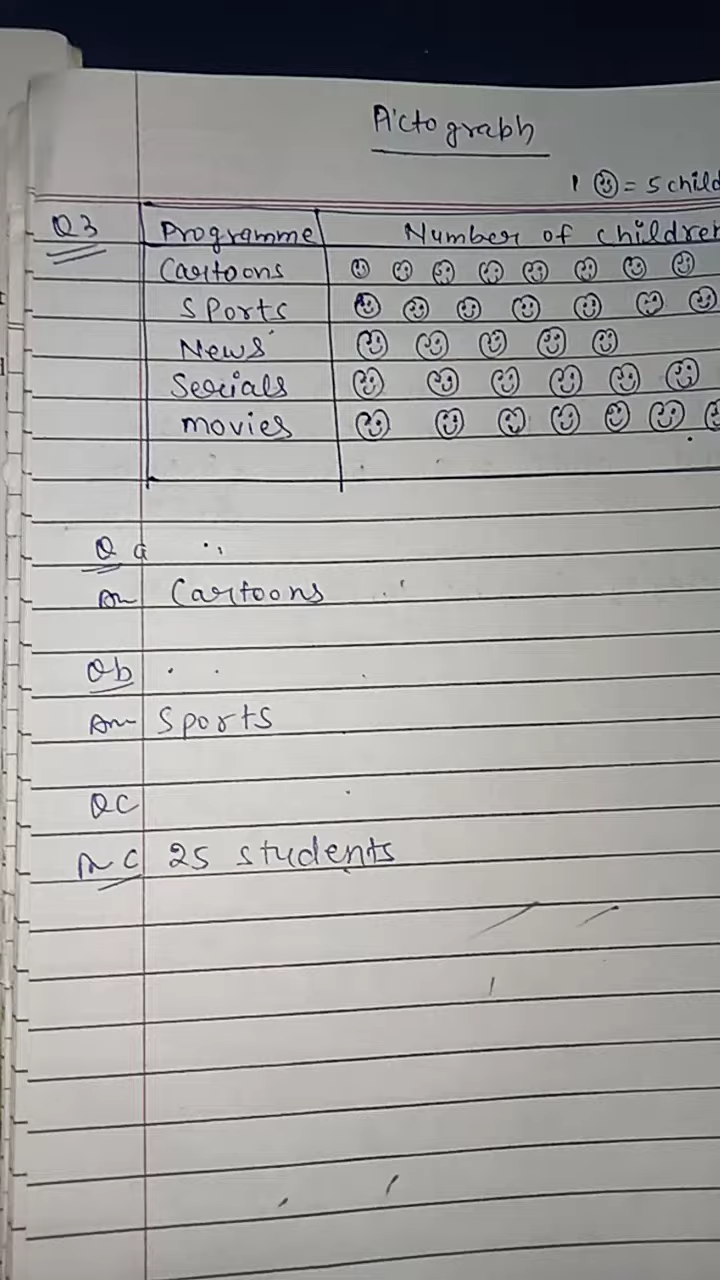 Pictograph
1 ☺ = 5 child
Q3 Programme Number of children
Cartoons ☺ ☺ ☺ ☺ ☺ ☺ ☺ ☺
Sports ☺ ☺ ☺ ☺ ☺ ☺ ☺
News ☺ ☺ ☺ ☺ ☺
Serials ☺ ☺ ☺ ☺ ☺ ☺
movies ☺ ☺ ☺ ☺ ☺ ☺ ☺
Q a
An Cartoons
Qb
An Sports
QC
An C 25 students